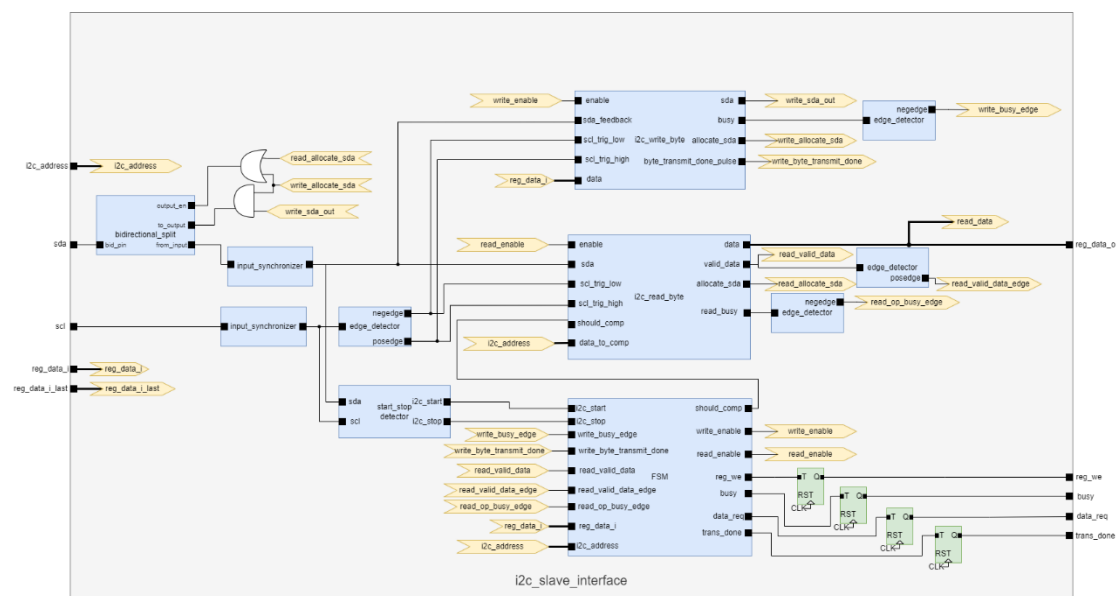 write_enable
enable
sda
write_sda_out
sda_feedback
busy
negedge
edge_detector
write_busy_edge
scl_trig_low
i2c_write_byte
allocate_sda
write_allocate_sda
scl_trig_high
byte_transmit_done_pulse
write_byte_transmit_done
reg_data_i
data
i2c_address
i2c_address
read_allocate_sda
write_allocate_sda
write_sda_out
output_en
to_output
bidirectional_split
sda
bid_pin
from_input
input_synchronizer
read_enable
enable
data
read_data
reg_data_o
sda
valid_data
read_valid_data
edge_detector
posedge
read_valid_data_edge
scl_trig_low
allocate_sda
read_allocate_sda
i2c_read_byte
scl_trig_high
read_busy
negedge
edge_detector
read_op_busy_edge
should_comp
i2c_address
data_to_comp
scl
input_synchronizer
negedge
edge_detector
posedge
reg_data_i
reg_data_i
reg_data_i_last
reg_data_i_last
sda
i2c_start
start_stop
detector
scl
i2c_stop
i2c_start
should_comp
i2c_stop
write_busy_edge
write_busy_edge
write_enable
write_enable
write_byte_transmit_done
write_byte_transmit_done
read_enable
read_enable
read_valid_data
read_valid_data
FSM
reg_we
T Q
RST
CLK
reg_we
read_valid_data_edge
read_valid_data_edge
busy
T Q
RST
CLK
busy
read_op_busy_edge
read_op_busy_edge
data_req
T Q
RST
CLK
data_req
reg_data_i
reg_data_i
trans_done
T Q
RST
CLK
trans_done
i2c_address
i2c_address
i2c_slave_interface